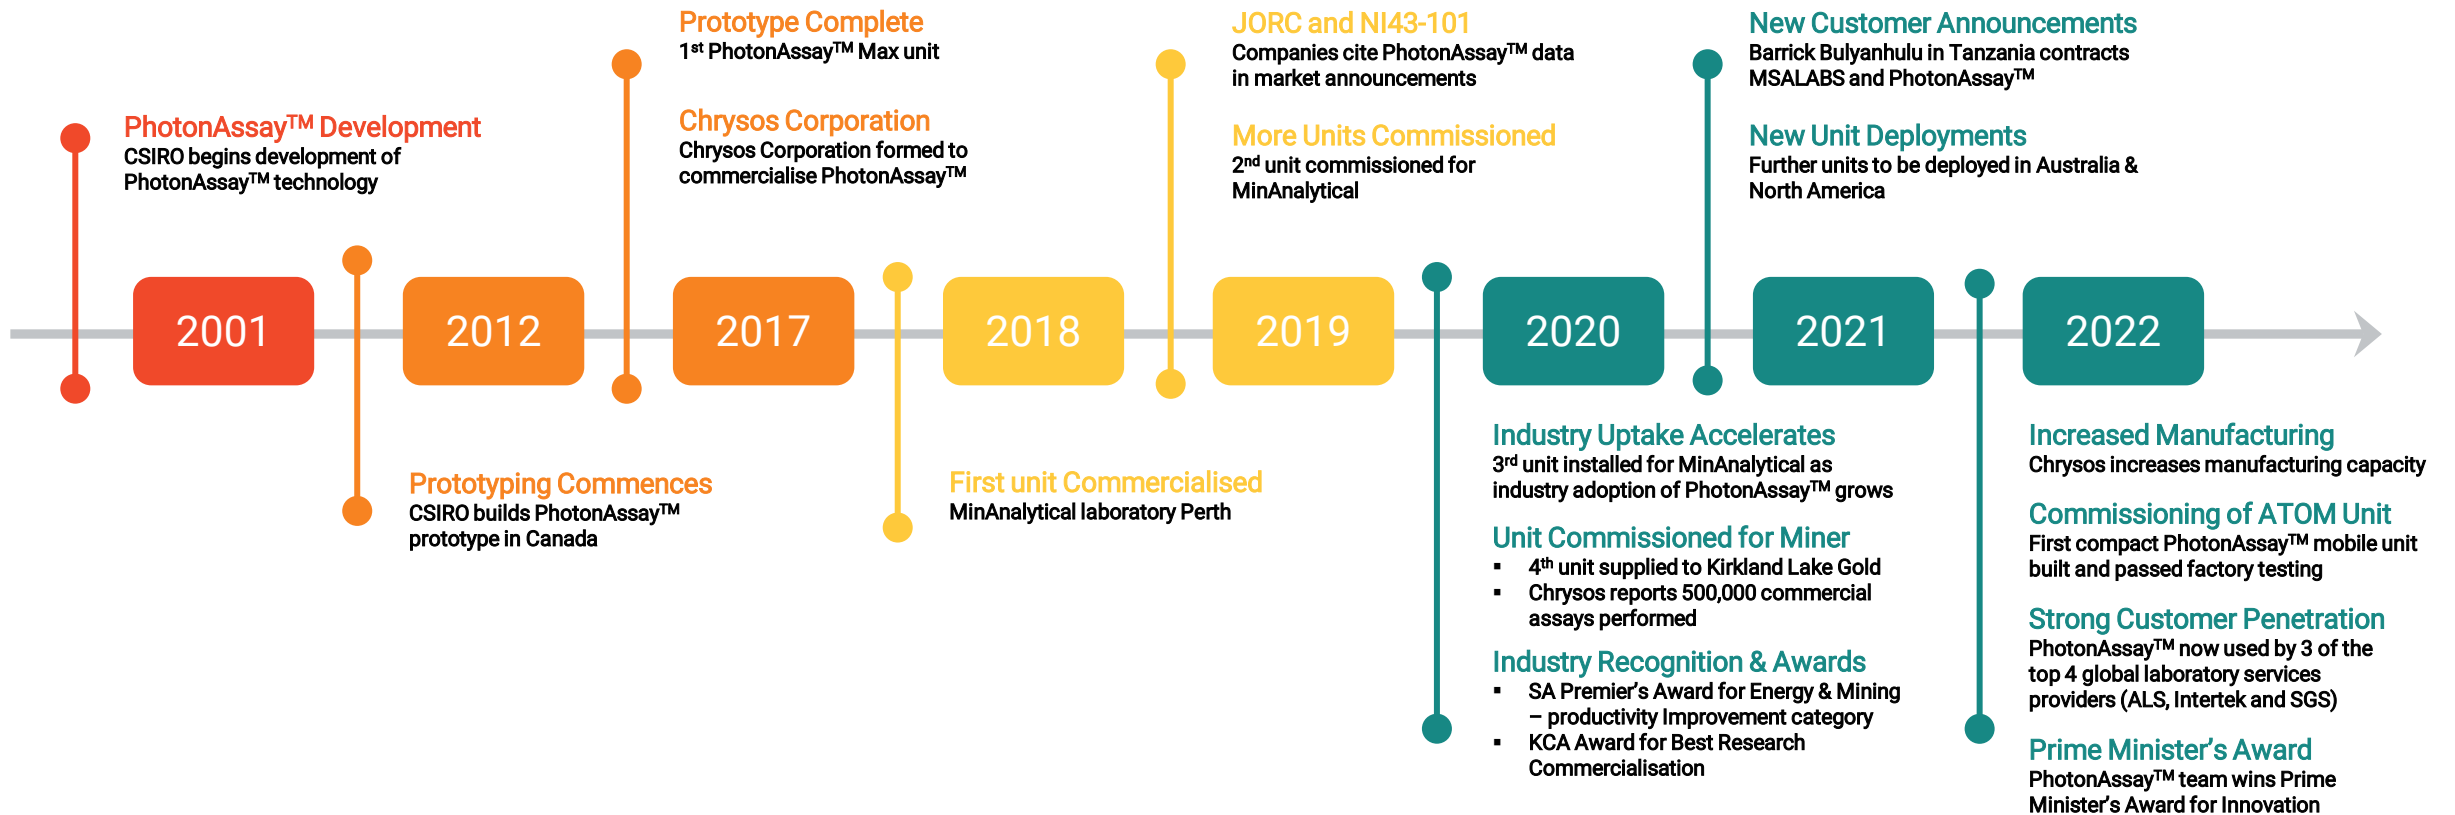 PhotonAssay™ Development
CSIRO begins development of
PhotonAssay™ technology
2001
2012
Prototyping Commences
CSIRO builds PhotonAssay™
prototype in Canada
Prototype Complete
1st PhotonAssay™ Max unit
Chrysos Corporation
Chrysos Corporation formed to
commercialise PhotonAssay™
2017
2018
First unit Commercialised
MinAnalytical laboratory Perth
JORC and NI43-101
Companies cite PhotonAssay™ data
in market announcements
More Units Commissioned
2nd unit commissioned for
MinAnalytical
2019
2020
Industry Uptake Accelerates
3rd unit installed for MinAnalytical as
industry adoption of PhotonAssay™ grows
Unit Commissioned for Miner
▪ 4th unit supplied to Kirkland Lake Gold
▪ Chrysos reports 500,000 commercial
assays performed
Industry Recognition & Awards
▪ SA Premier’s Award for Energy & Mining
– productivity Improvement category
▪ KCA Award for Best Research
Commercialisation
New Customer Announcements
Barrick Bulyanhulu in Tanzania contracts
MSALABS and PhotonAssay™
New Unit Deployments
Further units to be deployed in Australia &
North America
2021
2022
Increased Manufacturing
Chrysos increases manufacturing capacity
Commissioning of ATOM Unit
First compact PhotonAssay™ mobile unit
built and passed factory testing
Strong Customer Penetration
PhotonAssay™ now used by 3 of the
top 4 global laboratory services
providers (ALS, Intertek and SGS)
Prime Minister’s Award
PhotonAssay™ team wins Prime
Minister’s Award for Innovation